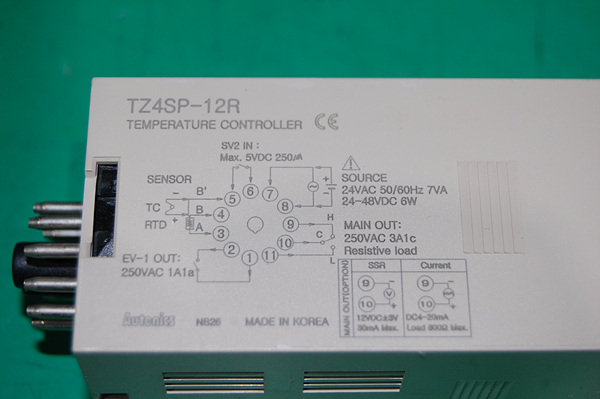 TZ4SP-12R
TEMPERATURE CONTROLLER CE
SV2 IN :
Max. 5VDC 250㎂
SENSOR
TC
RTD
B'
B
A
5
6
7
4
8
3
9
2
10
1
11
H
C
L
SOURCE
24VAC 50/60Hz 7VA
24-48VDC 6W
MAIN OUT:
250VAC 3A1c
Resistive load
EV-1 OUT:
250VAC 1A1a
MAIN OUT(OPTION)
SSR
Current
9
V
10
12VDC±3V
30mA Max.
9
10
DC4-20mA
Load 600Ω Max.
Autonics N626 MADE IN KOREA